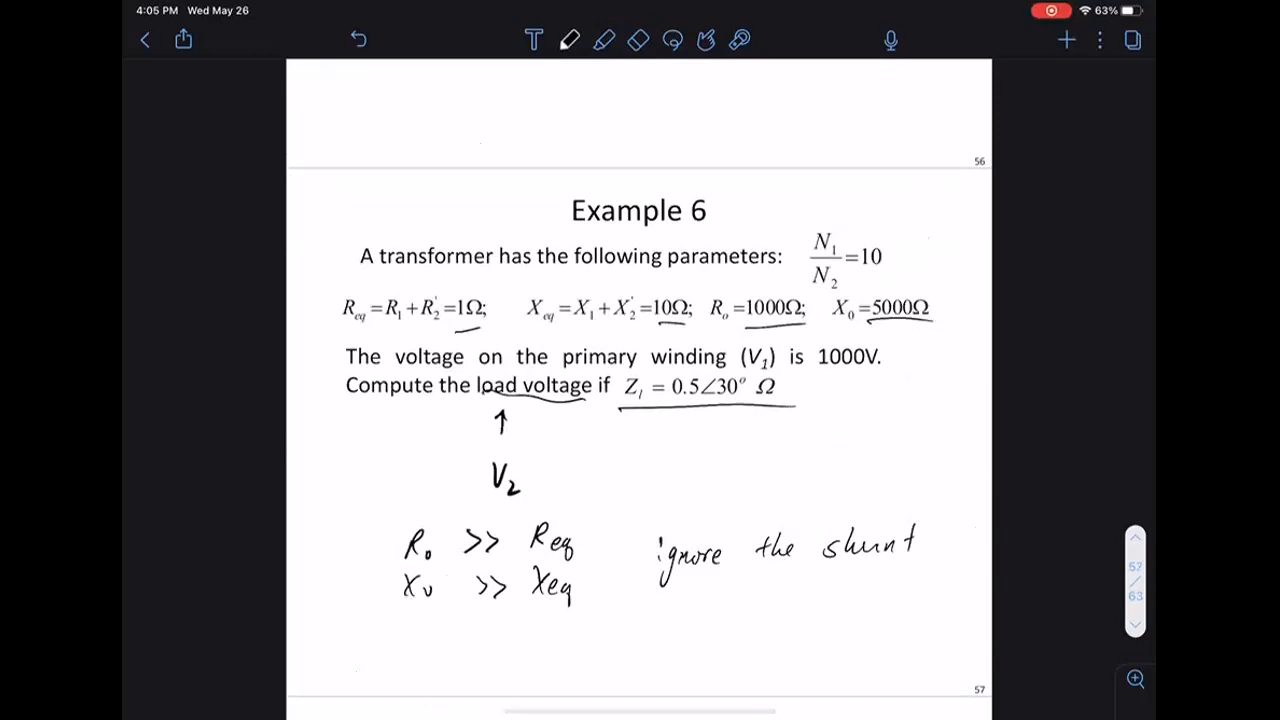 4:05 PM Wed May 26
63%
56
Example 6
A transformer has the following parameters: N₁/N₂ =10
Req =R₁+R₂'=1Ω; Xeq =X₁+X₂'=10Ω; Rₒ=1000Ω; X₀=5000Ω
The voltage on the primary winding (V₁) is 1000V.
Compute the load voltage if Zₗ = 0.5∠30° Ω
↑
V₂
R₀ >> Req ignore the shunt
X₀ >> Xeq
57
/
63
57